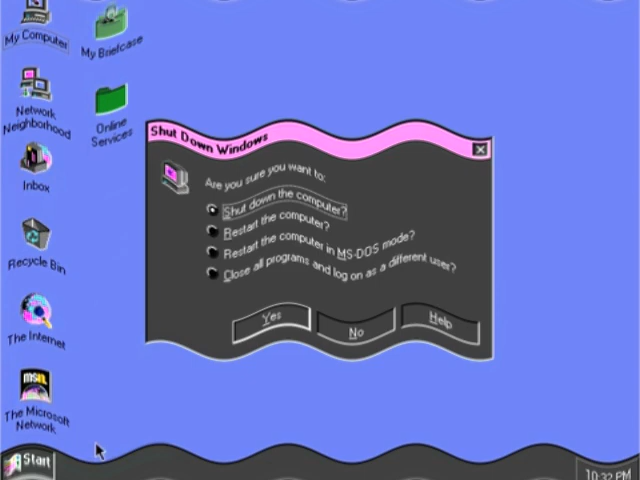 My Computer
My Briefcase
Network
Neighborhood
Online
Services
Inbox
Recycle Bin
The Internet
msn
The Microsoft
Network
Shut Down Windows
Are you sure you want to:
Shut down the computer?
Restart the computer?
Restart the computer in MS-DOS mode?
Close all programs and log on as a different user?
Yes
No
Help
Start
10:32 PM